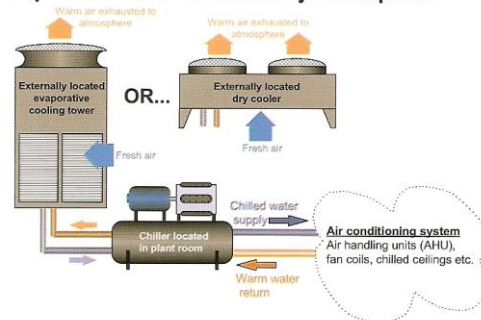 Warm air exhausted to
atmosphere
Warm air exhausted to
atmosphere
Externally located
evaporative
cooling tower
OR...
Externally located
dry cooler
Fresh air
Fresh air
Chilled water
supply
Chiller located
in plant room
Air conditioning system
Air handling units (AHU),
fan coils, chilled ceilings etc.
Warm water
return